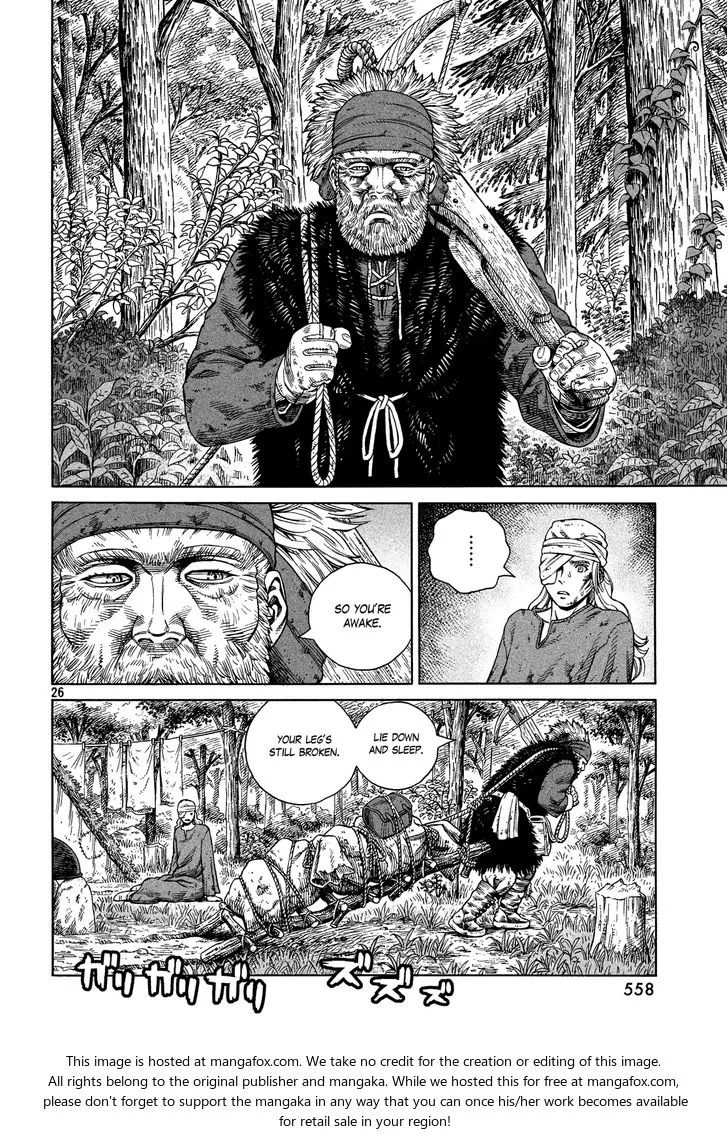 SO YOU'RE
AWAKE.
……
26
LIE DOWN
AND SLEEP.
YOUR LEG'S
STILL BROKEN.
ガリガリガリ
ズズズ
558
This image is hosted at mangafox.com. We take no credit for the creation or editing of this image.
All rights belong to the original publisher and mangaka. While we hosted this for free at mangafox.com,
please don't forget to support the mangaka in any way that you can once his/her work becomes available
for retail sale in your region!